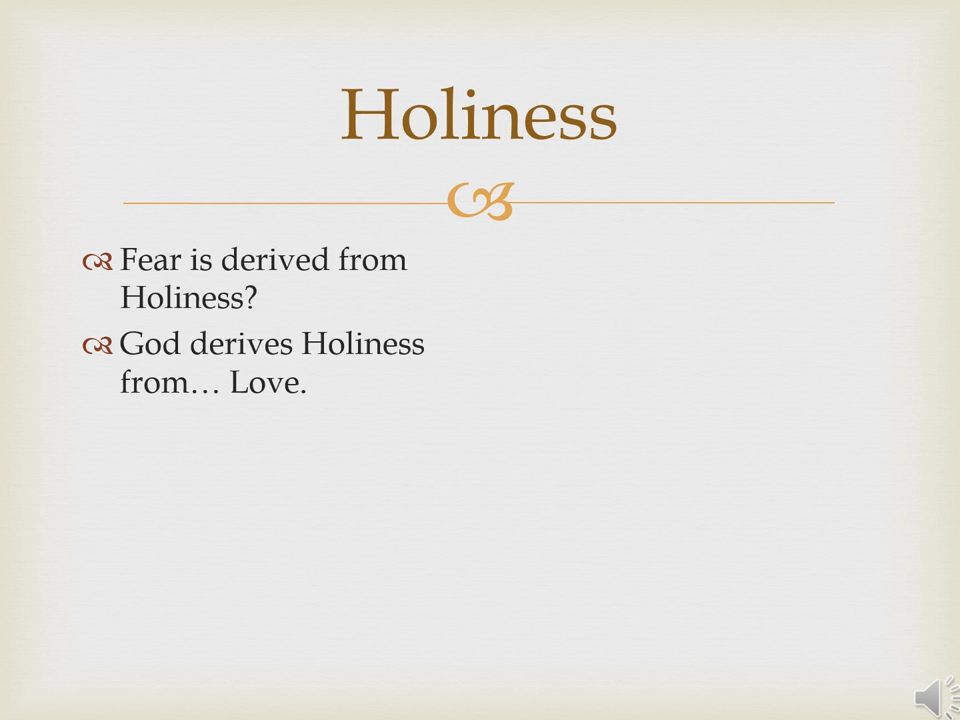 Holiness
Fear is derived from
Holiness?
God derives Holiness
from… Love.